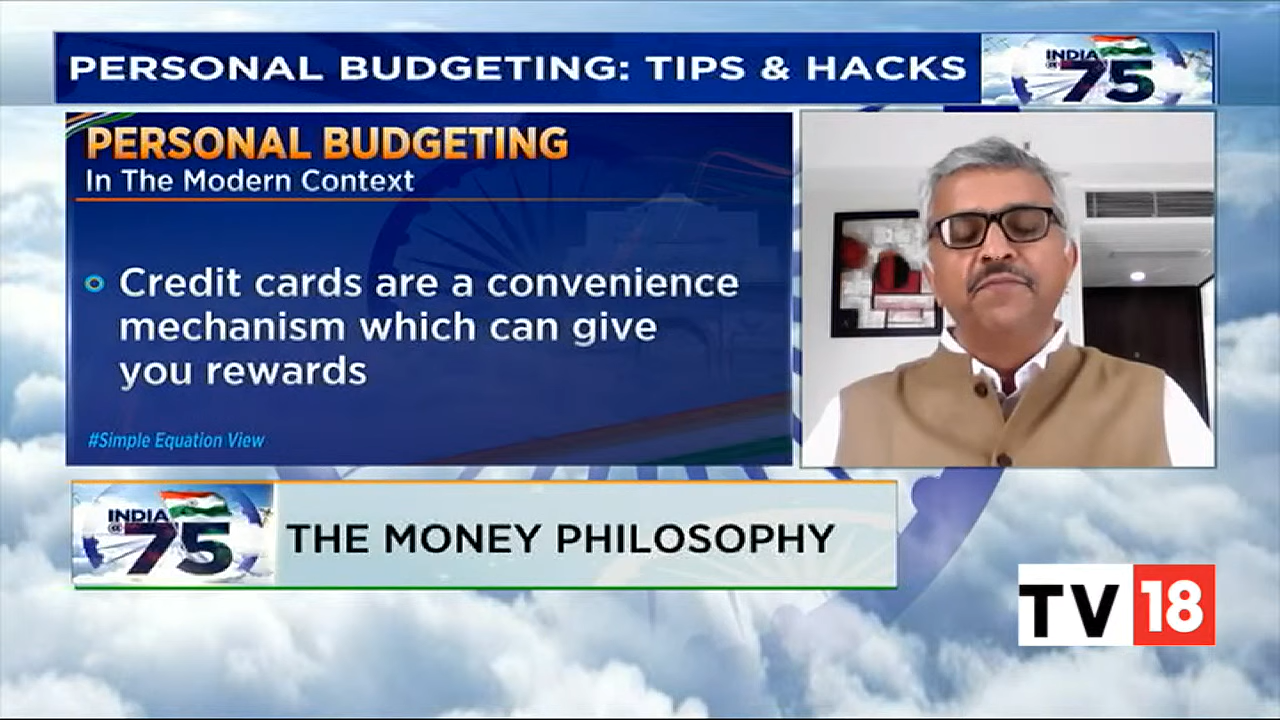 PERSONAL BUDGETING: TIPS & HACKS
INDIA
@75
PERSONAL BUDGETING
In The Modern Context
Credit cards are a convenience
mechanism which can give
you rewards
#Simple Equation View
INDIA
@75
THE MONEY PHILOSOPHY
TV18